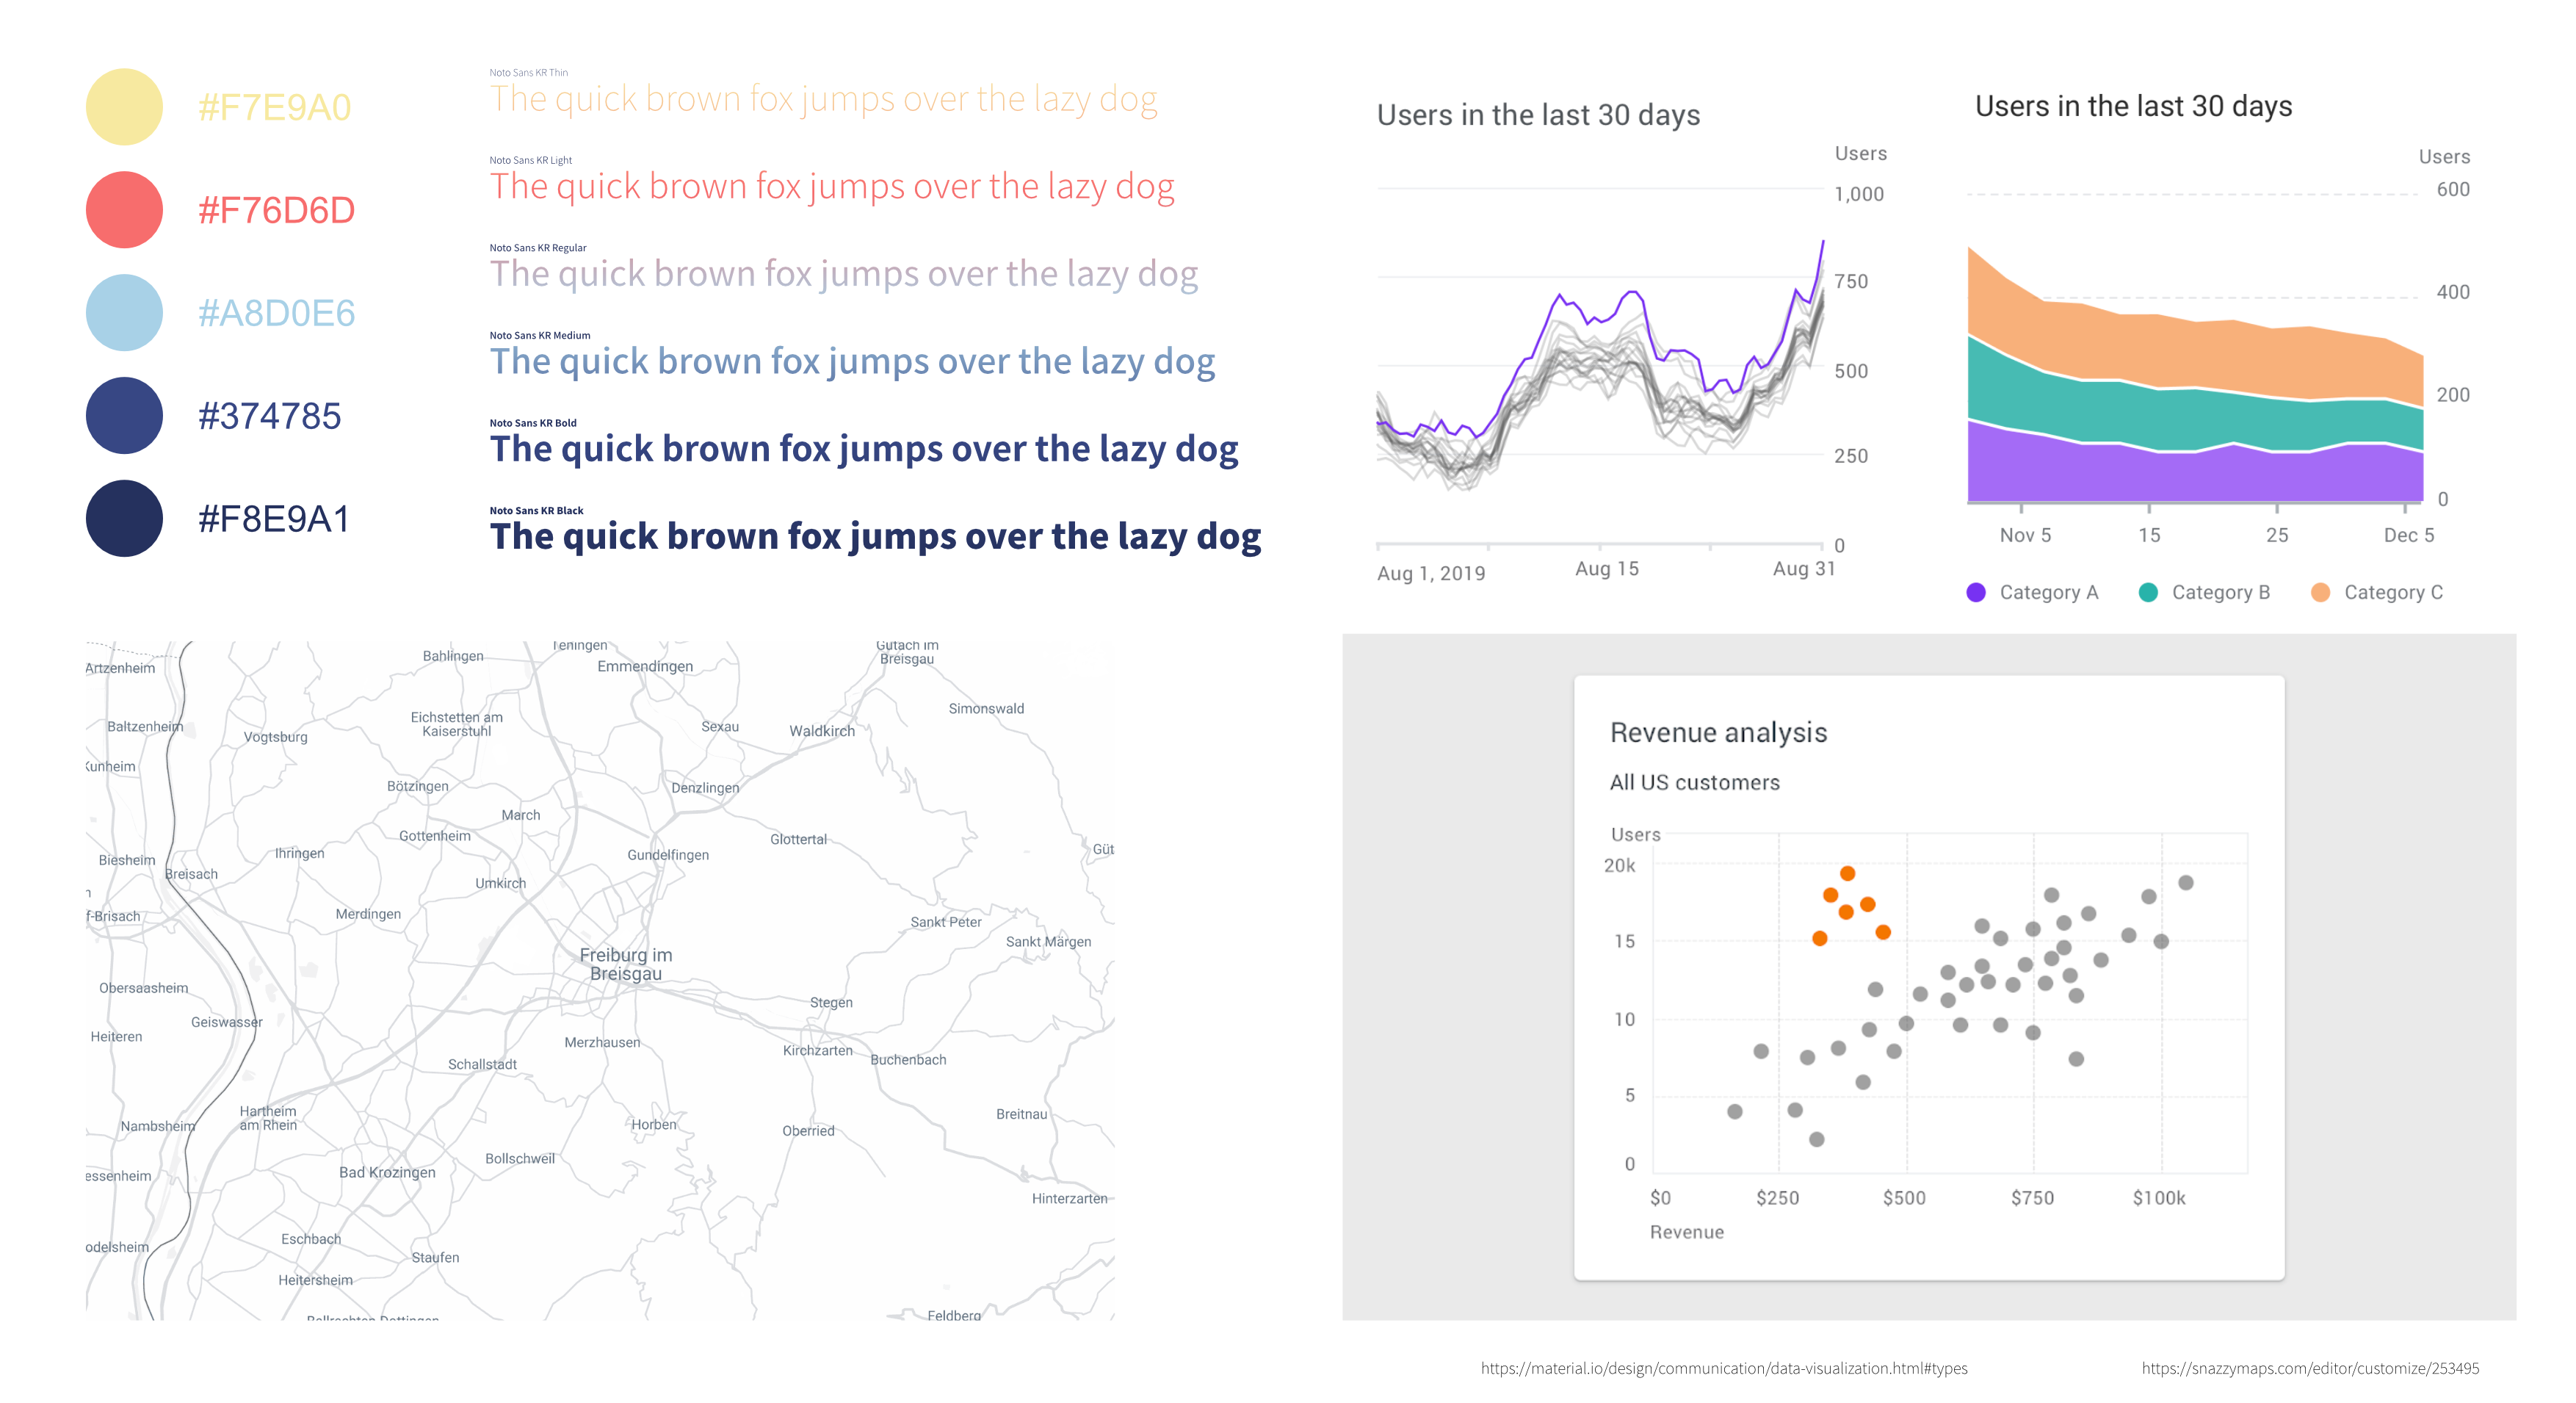 #F7E9A0
#F76D6D
#A8D0E6
#374785
#F8E9A1
Noto Sans KR Thin
The quick brown fox jumps over the lazy dog
Noto Sans KR Light
The quick brown fox jumps over the lazy dog
Noto Sans KR Regular
The quick brown fox jumps over the lazy dog
Noto Sans KR Medium
The quick brown fox jumps over the lazy dog
Noto Sans KR Bold
The quick brown fox jumps over the lazy dog
Noto Sans KR Black
The quick brown fox jumps over the lazy dog
Users in the last 30 days
Users
1,000
750
500
250
0
Aug 1, 2019
Aug 15
Aug 31
Users in the last 30 days
Users
600
400
200
0
Nov 5
15
25
Dec 5
Category A
Category B
Category C
Teningen
Gutach im
Breisgau
Bahlingen
Emmendingen
Artzenheim
Simonswald
Eichstetten am
Kaiserstuhl
Baltzenheim
Sexau
Waldkirch
Vogtsburg
Kunheim
Bötzingen
Denzlingen
March
Gottenheim
Glottertal
Güt
Ihringen
Gundelfingen
Biesheim
Breisach
Umkirch
n
f-Brisach
Merdingen
Sankt Peter
Sankt Märgen
Freiburg im
Breisgau
Obersaasheim
Stegen
Geiswasser
Heiteren
Merzhausen
Kirchzarten
Buchenbach
Schallstadt
Hartheim
am Rhein
Breitnau
Nambsheim
Horben
Oberried
Bollschweil
essenheim
Bad Krozingen
Hinterzarten
Eschbach
odelsheim
Staufen
Heitersheim
Feldberg
Ballrechten-Dottingen
Revenue analysis
All US customers
Users
20k
15
10
5
0
$0
$250
$500
$750
$100k
Revenue
https://material.io/design/communication/data-visualization.html#types
https://snazzymaps.com/editor/customize/253495